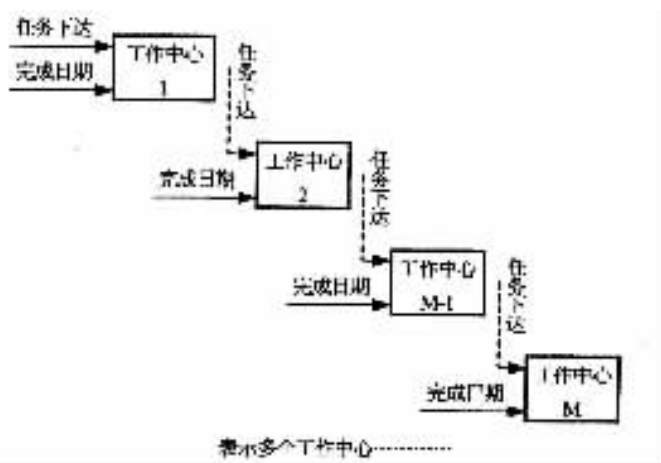 任务下达
完成日期
工作中心
1
任务下达
完成日期
工作中心
2
任务下达
完成日期
工作中心
M-1
任务下达
完成日期
工作中心
M
表示多个工作中心------------